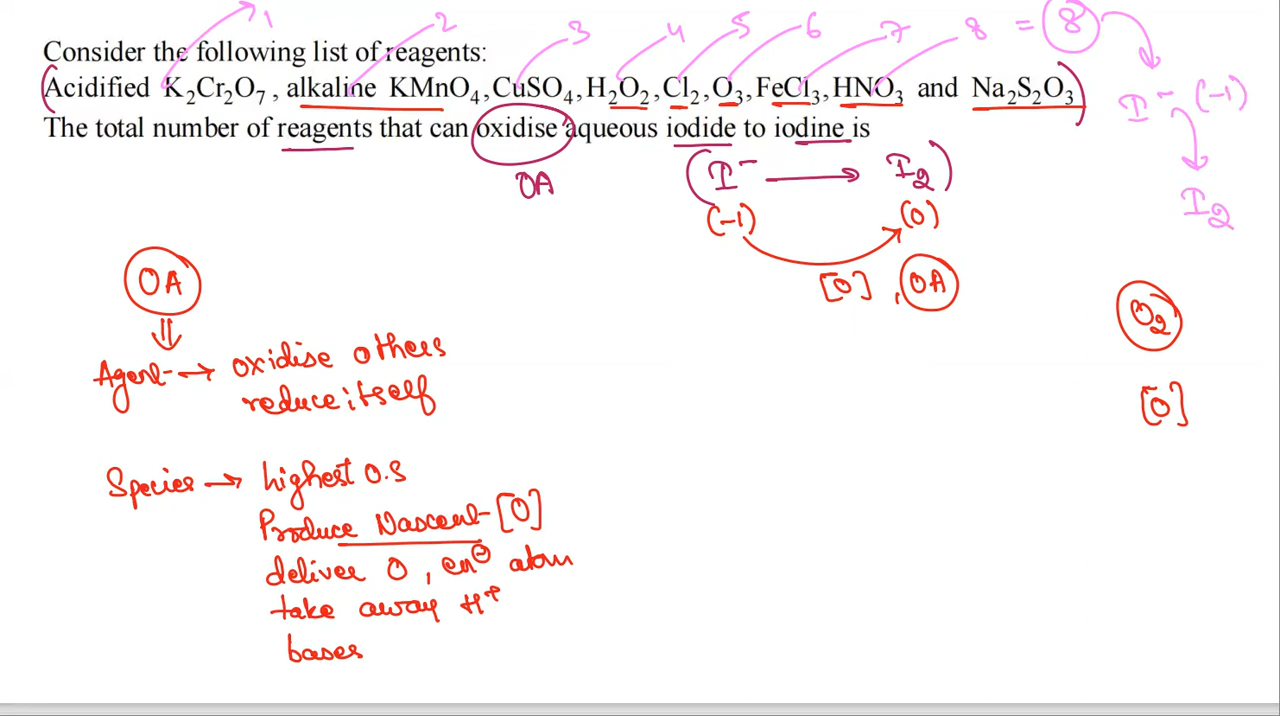 1 2 3 4 5 6 7 8 = 8
Consider the following list of reagents:
(Acidified K₂Cr₂O₇, alkaline KMnO₄, CuSO₄, H₂O₂, Cl₂, O₃, FeCl₃, HNO₃ and Na₂S₂O₃)
I⁻ (-1)
The total number of reagents that can oxidise aqueous iodide to iodine is
OA
(I⁻ → I₂)
I₂
(-1) (0)
[O], OA
OA
O₂
Agent → oxidise others
reduce itself
[O]
Species → highest O.S
Produce Nascent [O]
deliver O, en⊖ atom
take away H⁺
bases